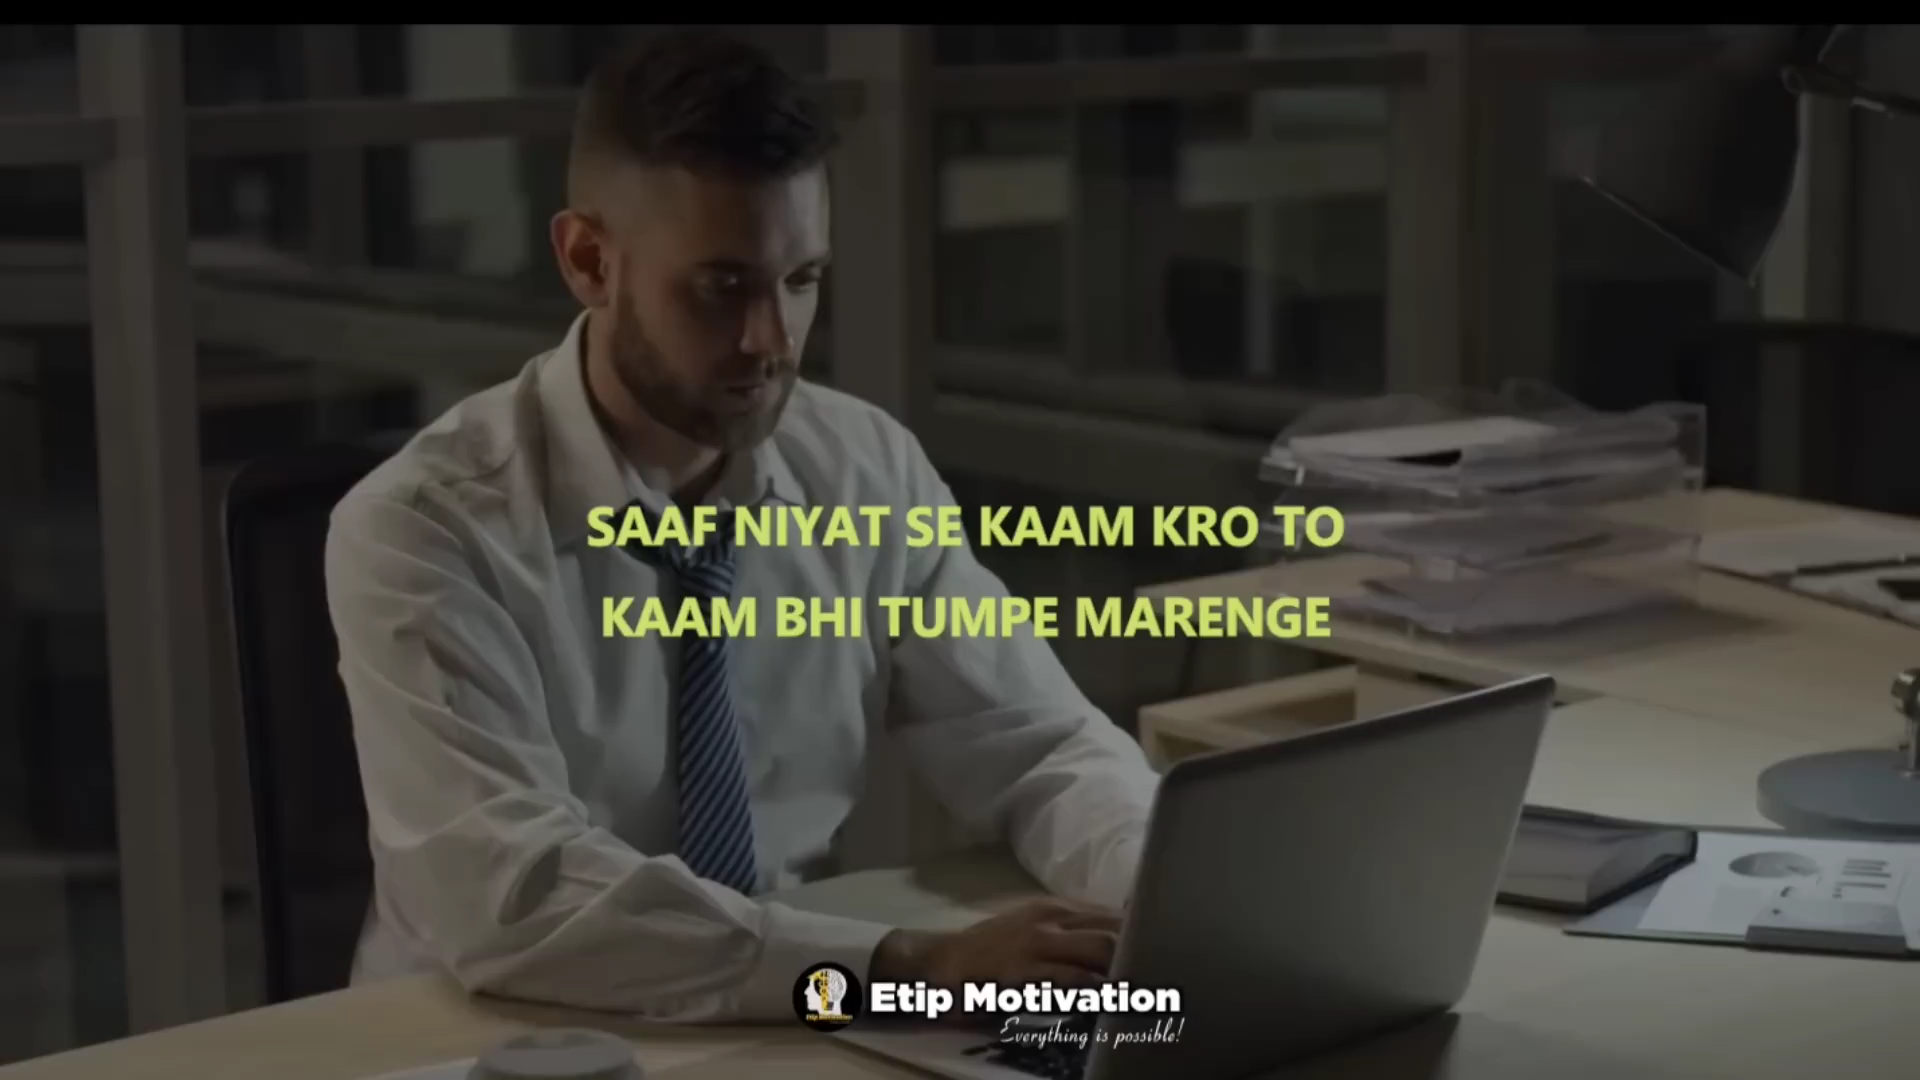 SAAF NIYAT SE KAAM KRO TO
KAAM BHI TUMPE MARENGE
Etip Motivation
Everything is possible!